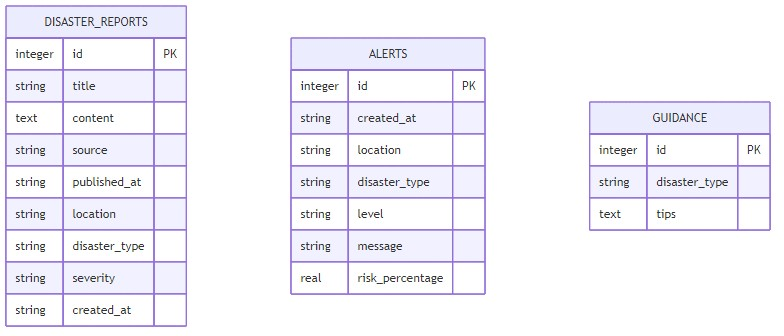 DISASTER_REPORTS
integer id PK
string title
text content
string source
string published_at
string location
string disaster_type
string severity
string created_at
ALERTS
integer id PK
string created_at
string location
string disaster_type
string level
string message
real risk_percentage
GUIDANCE
integer id PK
string disaster_type
text tips